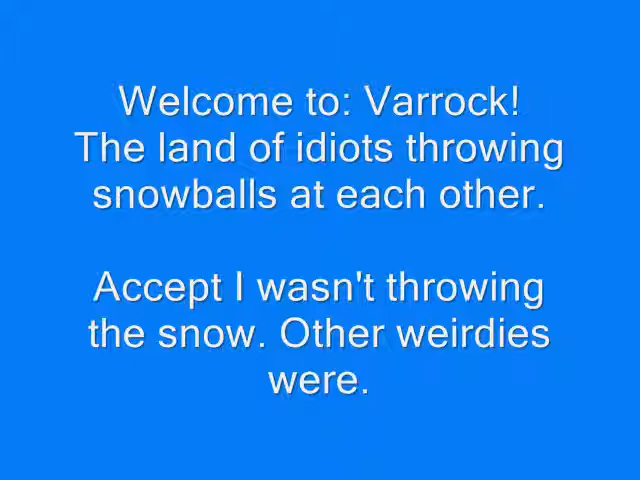 Welcome to: Varrock!
The land of idiots throwing
snowballs at each other.
Accept I wasn't throwing
the snow. Other weirdies
were.